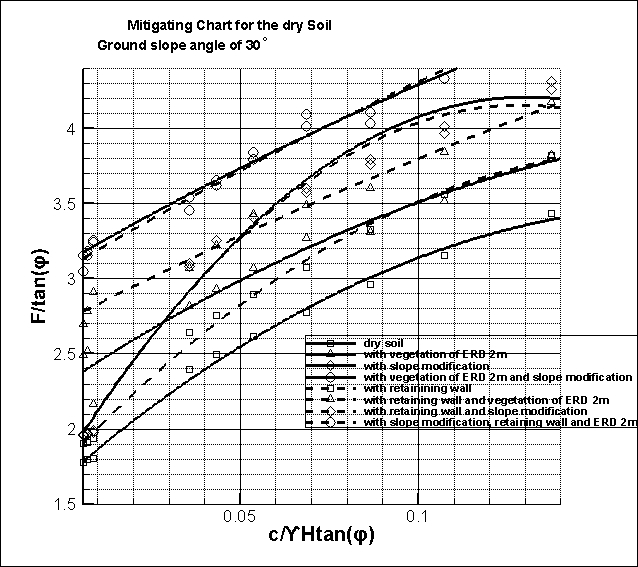 Mitigating Chart for the dry Soil
Ground slope angle of 30°
4
3.5
3
2.5
2
1.5
F/tan(φ)
0.05
0.1
c/ϒHtan(φ)
dry soil
with vegetation of ERD 2m
with slope modification
with vegetation of ERD 2m and slope modification
with retainining wall
with retaining wall and vegetattion of ERD 2m
with retaining wall and slope modification
with slope modification, retaining wall and ERD 2m